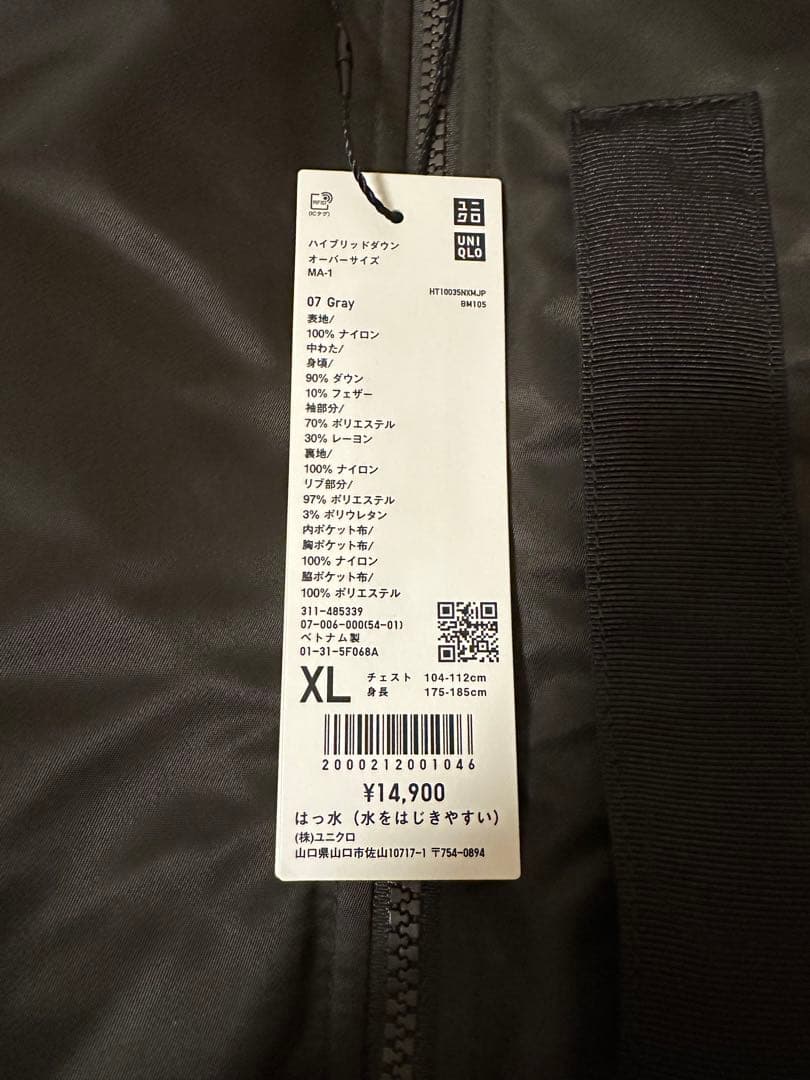 RFID
(ICタグ)
ユニ
クロ
UNI
QLO
ハイブリッドダウン
オーバーサイズ
MA-1
HT10035NXMJP
BM105
07 Gray
表地/
100% ナイロン
中わた/
身頃/
90% ダウン
10% フェザー
袖部分/
70% ポリエステル
30% レーヨン
裏地/
100% ナイロン
リブ部分/
97% ポリエステル
3% ポリウレタン
内ポケット布/
胸ポケット布/
100% ナイロン
脇ポケット布/
100% ポリエステル
311-485339
07-006-000(54-01)
ベトナム製
01-31-5F068A
XL チェスト 104-112cm
身長 175-185cm
2000212001046
¥14,900
はっ水（水をはじきやすい）
(株)ユニクロ
山口県山口市佐山10717-1 〒754-0894